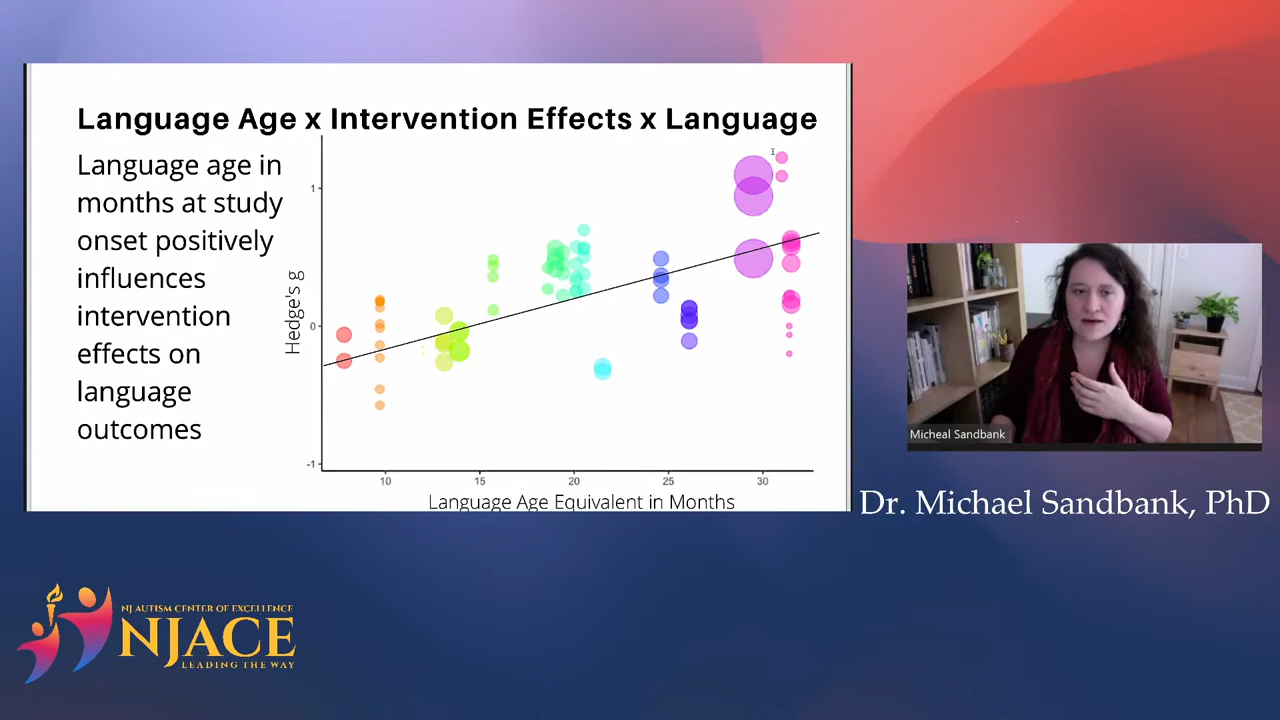 Language Age x Intervention Effects x Language
Language age in
months at study
onset positively
influences
intervention
effects on
language
outcomes
Hedge's g
1
0
-1
10
15
20
25
30
Language Age Equivalent in Months
Micheal Sandbank
Dr. Michael Sandbank, PhD
NJ AUTISM CENTER OF EXCELLENCE
NJACE
LEADING THE WAY